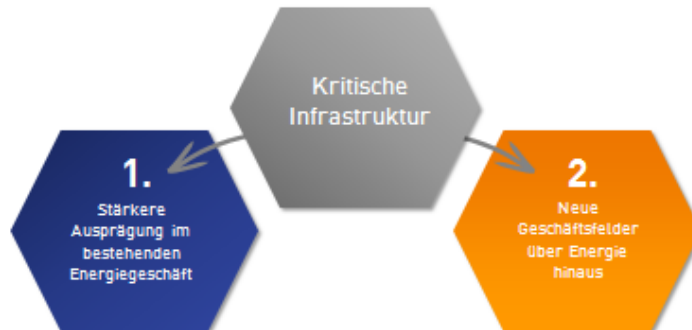 Kritische
Infrastruktur
1.
Stärkere
Ausprägung im
bestehenden
Energiegeschäft
2.
Neue
Geschäftsfelder
über Energie
hinaus